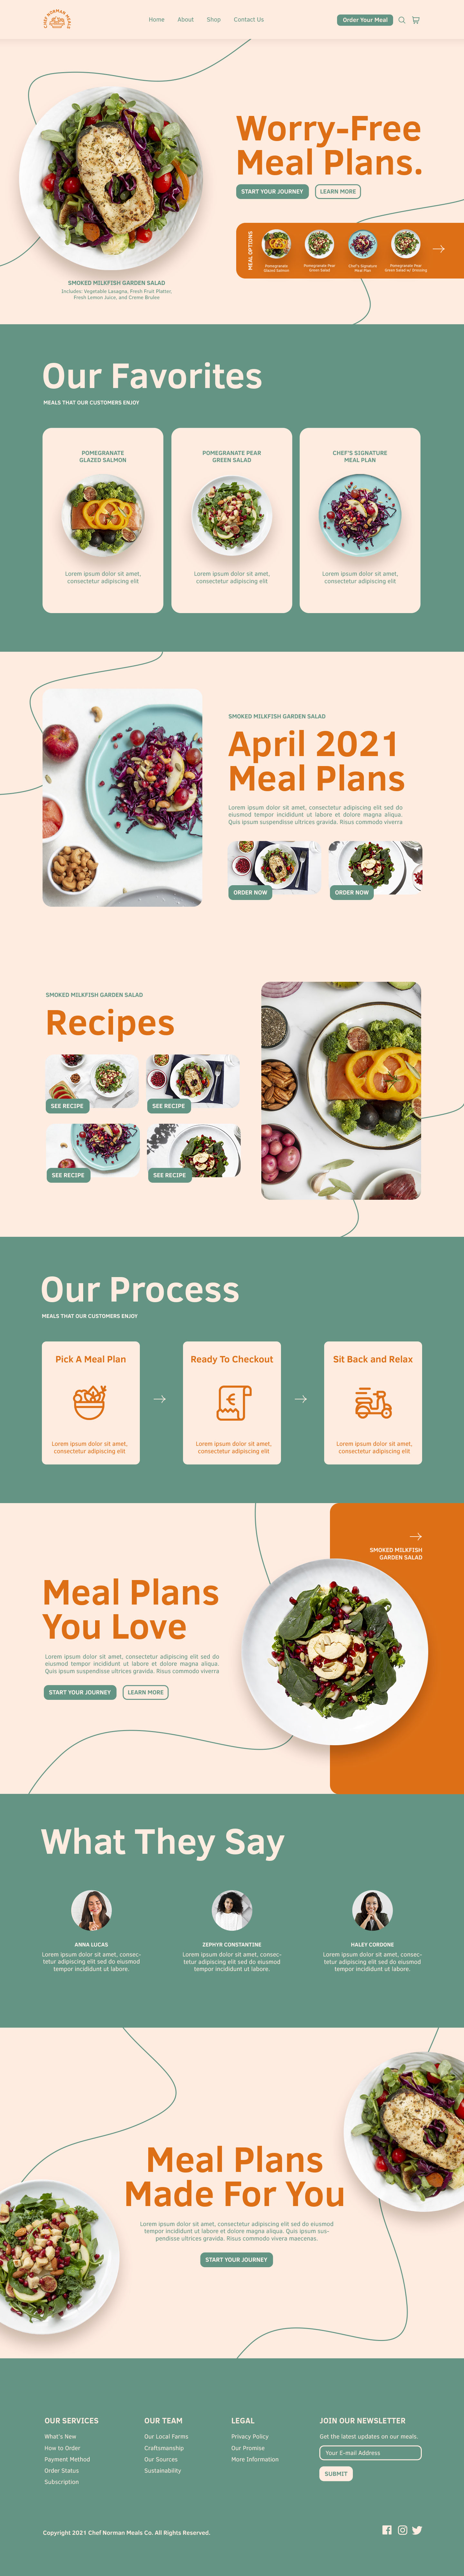 CHEF NORMAN MEALS
Home About Shop Contact Us Order Your Meal
Worry-Free
Meal Plans.
START YOUR JOURNEY LEARN MORE
MEAL OPTIONS
Pomegranate
Glazed Salmon
Pomegranate Pear
Green Salad
Chef's Signature
Meal Plan
Pomegranate Pear
Green Salad w/ Dressing
SMOKED MILKFISH GARDEN SALAD
Includes: Vegetable Lasagna, Fresh Fruit Platter,
Fresh Lemon Juice, and Creme Brulee
Our Favorites
MEALS THAT OUR CUSTOMERS ENJOY
POMEGRANATE
GLAZED SALMON
Lorem ipsum dolor sit amet,
consectetur adipiscing elit
POMEGRANATE PEAR
GREEN SALAD
Lorem ipsum dolor sit amet,
consectetur adipiscing elit
CHEF'S SIGNATURE
MEAL PLAN
Lorem ipsum dolor sit amet,
consectetur adipiscing elit
SMOKED MILKFISH GARDEN SALAD
April 2021
Meal Plans
Lorem ipsum dolor sit amet, consectetur adipiscing elit sed do
eiusmod tempor incididunt ut labore et dolore magna aliqua.
Quis ipsum suspendisse ultrices gravida. Risus commodo viverra
ORDER NOW ORDER NOW
SMOKED MILKFISH GARDEN SALAD
Recipes
SEE RECIPE SEE RECIPE
SEE RECIPE SEE RECIPE
Our Process
MEALS THAT OUR CUSTOMERS ENJOY
Pick A Meal Plan
Lorem ipsum dolor sit amet,
consectetur adipiscing elit
Ready To Checkout
Lorem ipsum dolor sit amet,
consectetur adipiscing elit
Sit Back and Relax
Lorem ipsum dolor sit amet,
consectetur adipiscing elit
SMOKED MILKFISH
GARDEN SALAD
Meal Plans
You Love
Lorem ipsum dolor sit amet, consectetur adipiscing elit sed do
eiusmod tempor incididunt ut labore et dolore magna aliqua.
Quis ipsum suspendisse ultrices gravida. Risus commodo viverra
START YOUR JOURNEY LEARN MORE
What They Say
ANNA LUCAS
Lorem ipsum dolor sit amet, consec-
tetur adipiscing elit sed do eiusmod
tempor incididunt ut labore.
ZEPHYR CONSTANTINE
Lorem ipsum dolor sit amet, consec-
tetur adipiscing elit sed do eiusmod
tempor incididunt ut labore.
HALEY CORDONE
Lorem ipsum dolor sit amet, consec-
tetur adipiscing elit sed do eiusmod
tempor incididunt ut labore.
Meal Plans
Made For You
Lorem ipsum dolor sit amet, consectetur adipiscing elit sed do eiusmod
tempor incididunt ut labore et dolore magna aliqua. Quis ipsum sus-
pendisse ultrices gravida. Risus commodo viverra maecenas.
START YOUR JOURNEY
OUR SERVICES
What's New
How to Order
Payment Method
Order Status
Subscription
OUR TEAM
Our Local Farms
Craftsmanship
Our Sources
Sustainability
LEGAL
Privacy Policy
Our Promise
More Information
JOIN OUR NEWSLETTER
Get the latest updates on our meals.
Your E-mail Address
SUBMIT
Copyright 2021 Chef Norman Meals Co. All Rights Reserved.